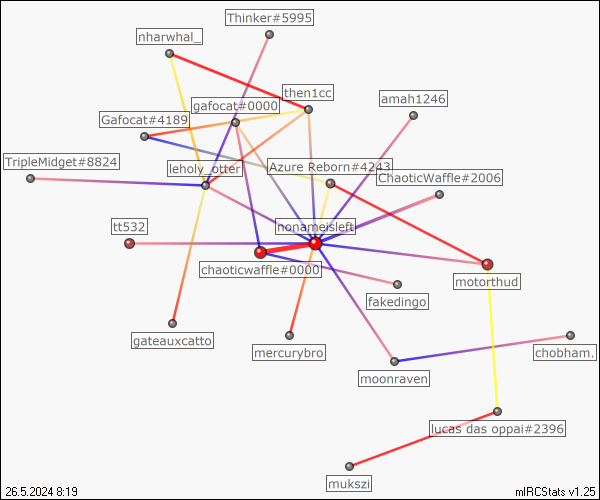 Thinker#5995
nharwhal_
then1cc
amah1246
gafocat#0000
Gafocat#4189
TripleMidget#8824
leholy_otter
Azure Reborn#4243
ChaoticWaffle#2006
tt532
nonameisleft
chaoticwaffle#0000
motorthud
fakedingo
gateauxcatto
mercurybro
chobham.
moonraven
lucas das oppai#2396
mukszi
26.5.2024 8:19
mIRCStats v1.25